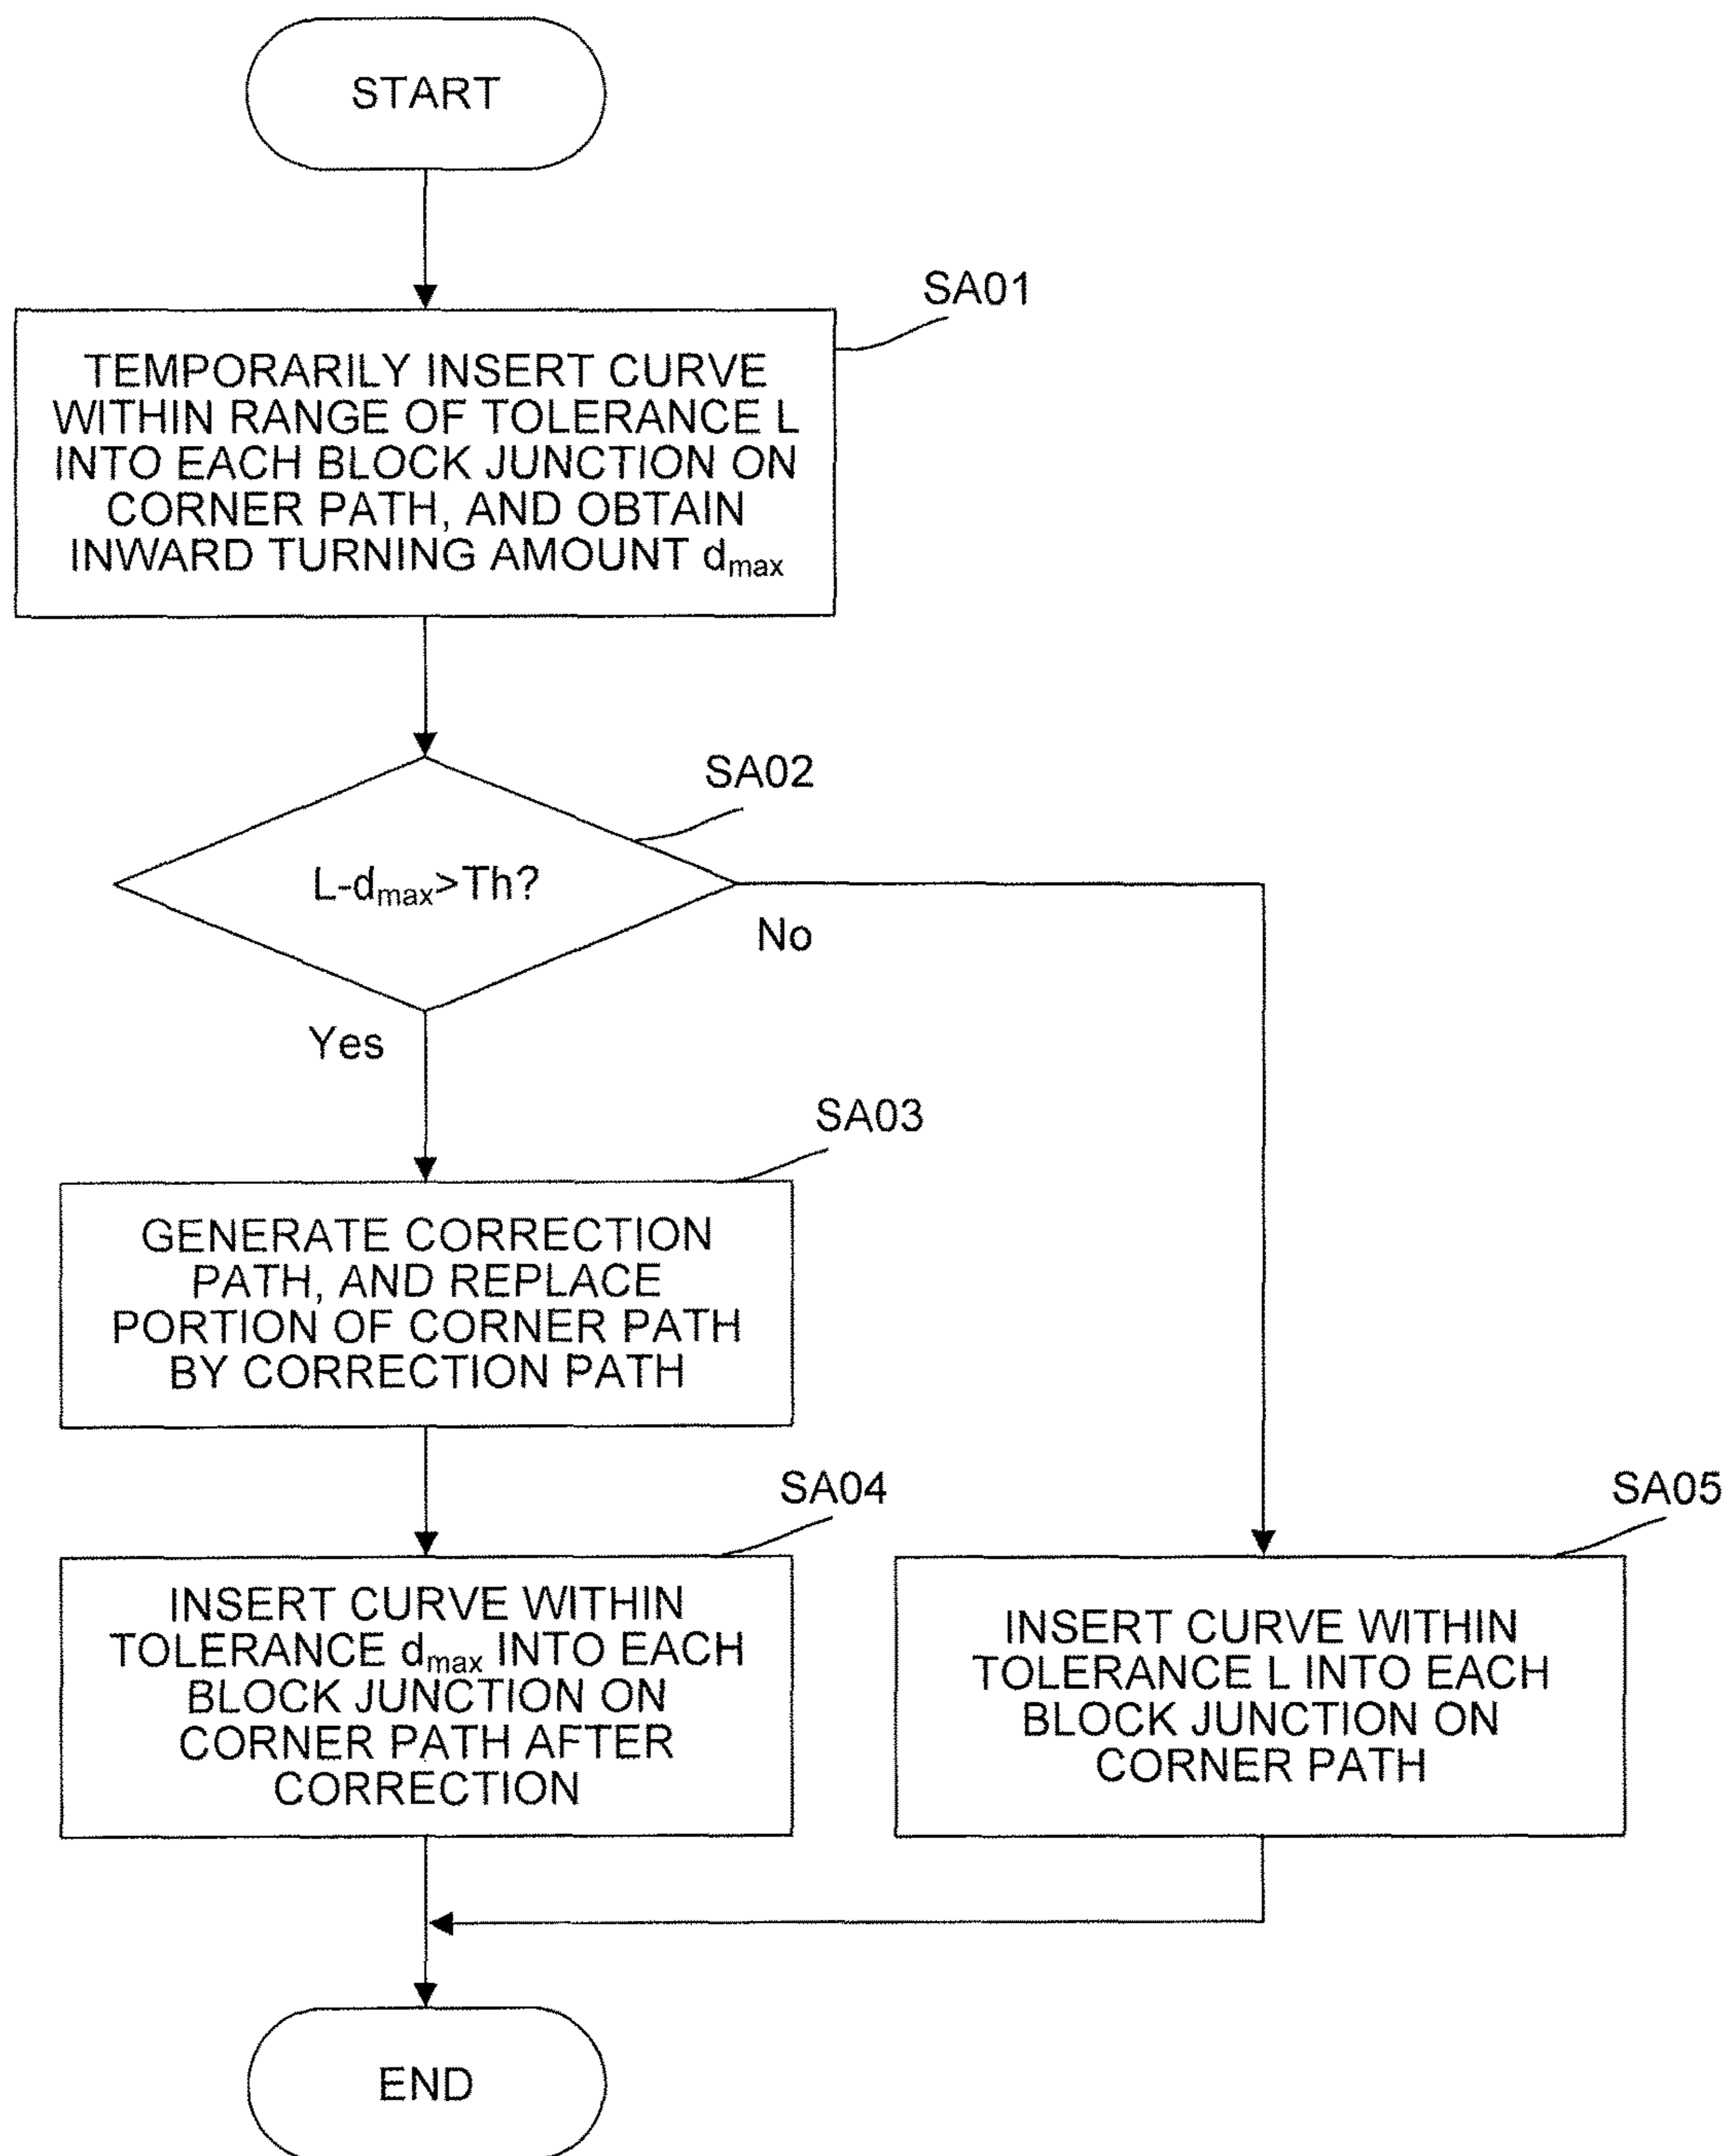 START
SA01
TEMPORARILY INSERT CURVE
WITHIN RANGE OF TOLERANCE L
INTO EACH BLOCK JUNCTION ON
CORNER PATH, AND OBTAIN
INWARD TURNING AMOUNT dmax
SA02
L-dmax>Th?
No
Yes
SA03
GENERATE CORRECTION
PATH, AND REPLACE
PORTION OF CORNER PATH
BY CORRECTION PATH
SA04
INSERT CURVE WITHIN
TOLERANCE dmax INTO EACH
BLOCK JUNCTION ON
CORNER PATH AFTER
CORRECTION
SA05
INSERT CURVE WITHIN
TOLERANCE L INTO EACH
BLOCK JUNCTION ON
CORNER PATH
END